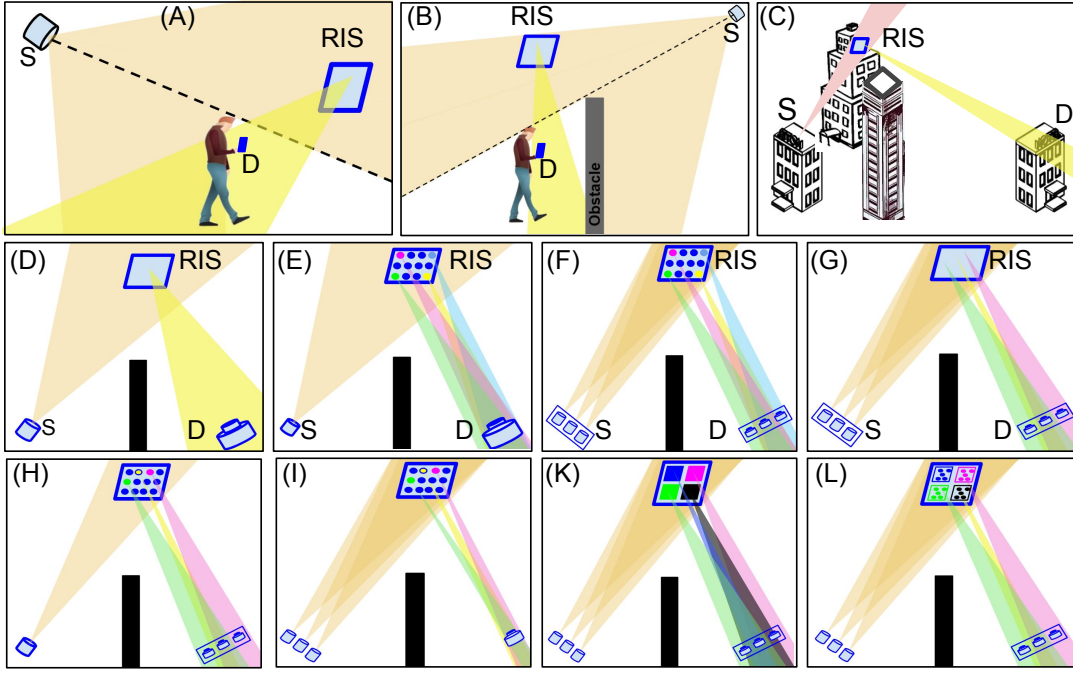 (A)
S
RIS
D
(B)
RIS
S
D
Obstacle
(C)
RIS
S
D
(D)
RIS
S
D
(E)
RIS
S
D
(F)
RIS
S
D
(G)
RIS
S
D
(H)
(I)
(K)
(L)